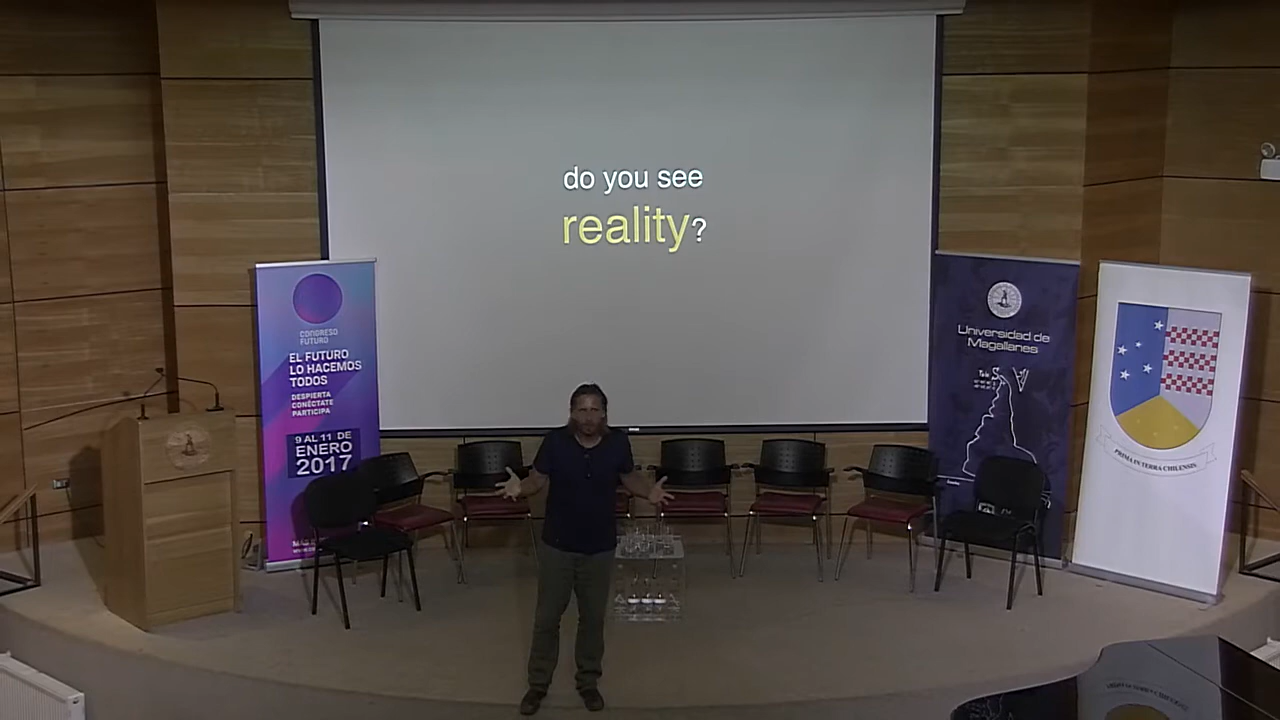 do you see
reality?
CONGRESO
FUTURO
EL FUTURO
LO HACEMOS
TODOS
DESPIERTA
CONÉCTATE
PARTICIPA
9 AL 11 DE
ENERO
2017
Universidad de
Magallanes
PRIMA IN TERRA CHILENSIS